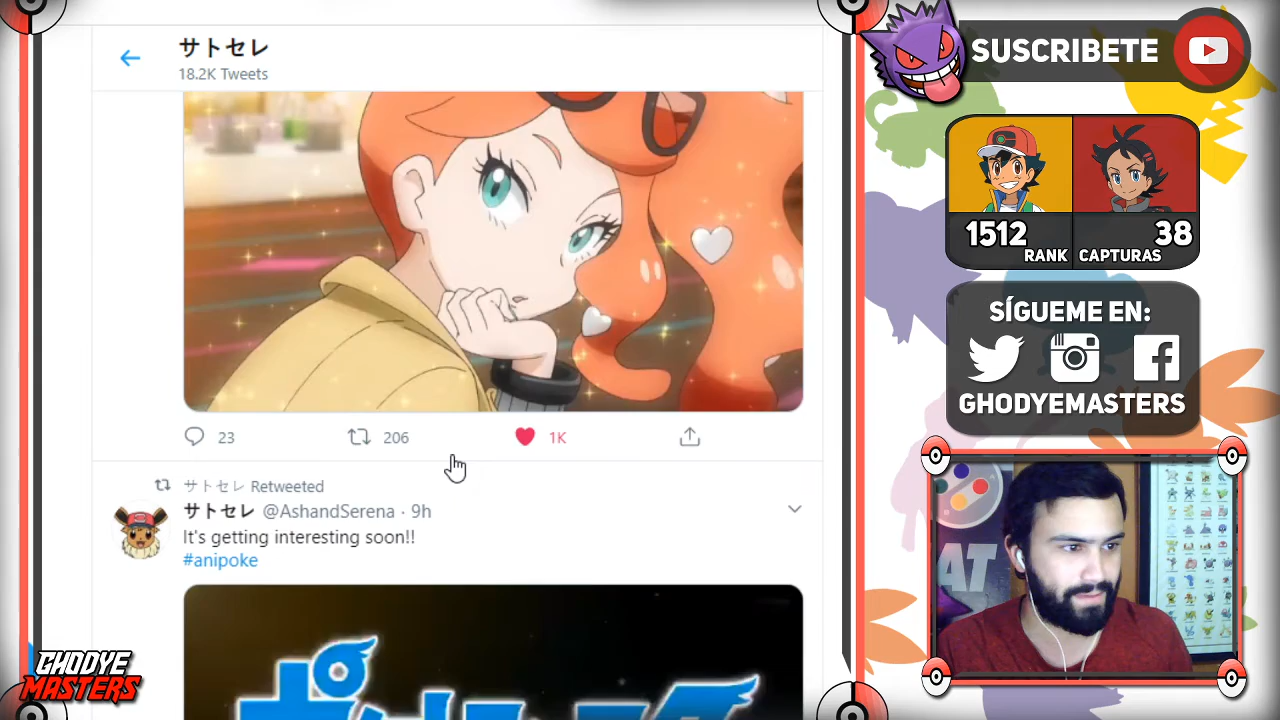 サトセレ
18.2K Tweets
23
206
1K
サトセレ Retweeted
サトセレ @AshandSerena · 9h
It's getting interesting soon!!
#anipoke
GHODYE
MASTERS
SUSCRIBETE
1512
RANK
38
CAPTURAS
SÍGUEME EN:
GHODYEMASTERS